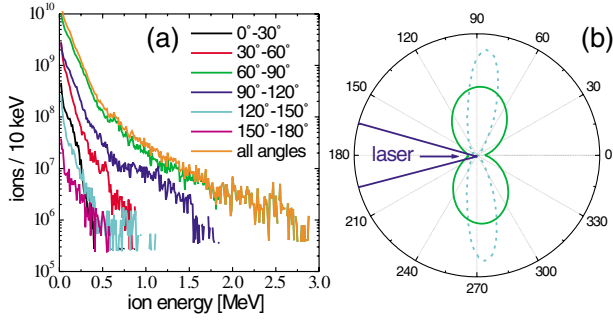 (a)
0°-30°
30°-60°
60°-90°
90°-120°
120°-150°
150°-180°
all angles
10^10
10^9
10^8
10^7
10^6
10^5
ions / 10 keV
0.0 0.5 1.0 1.5 2.0 2.5 3.0
ion energy [MeV]
(b)
90
120 60
150 30
180 laser 0
210 330
240 300
270